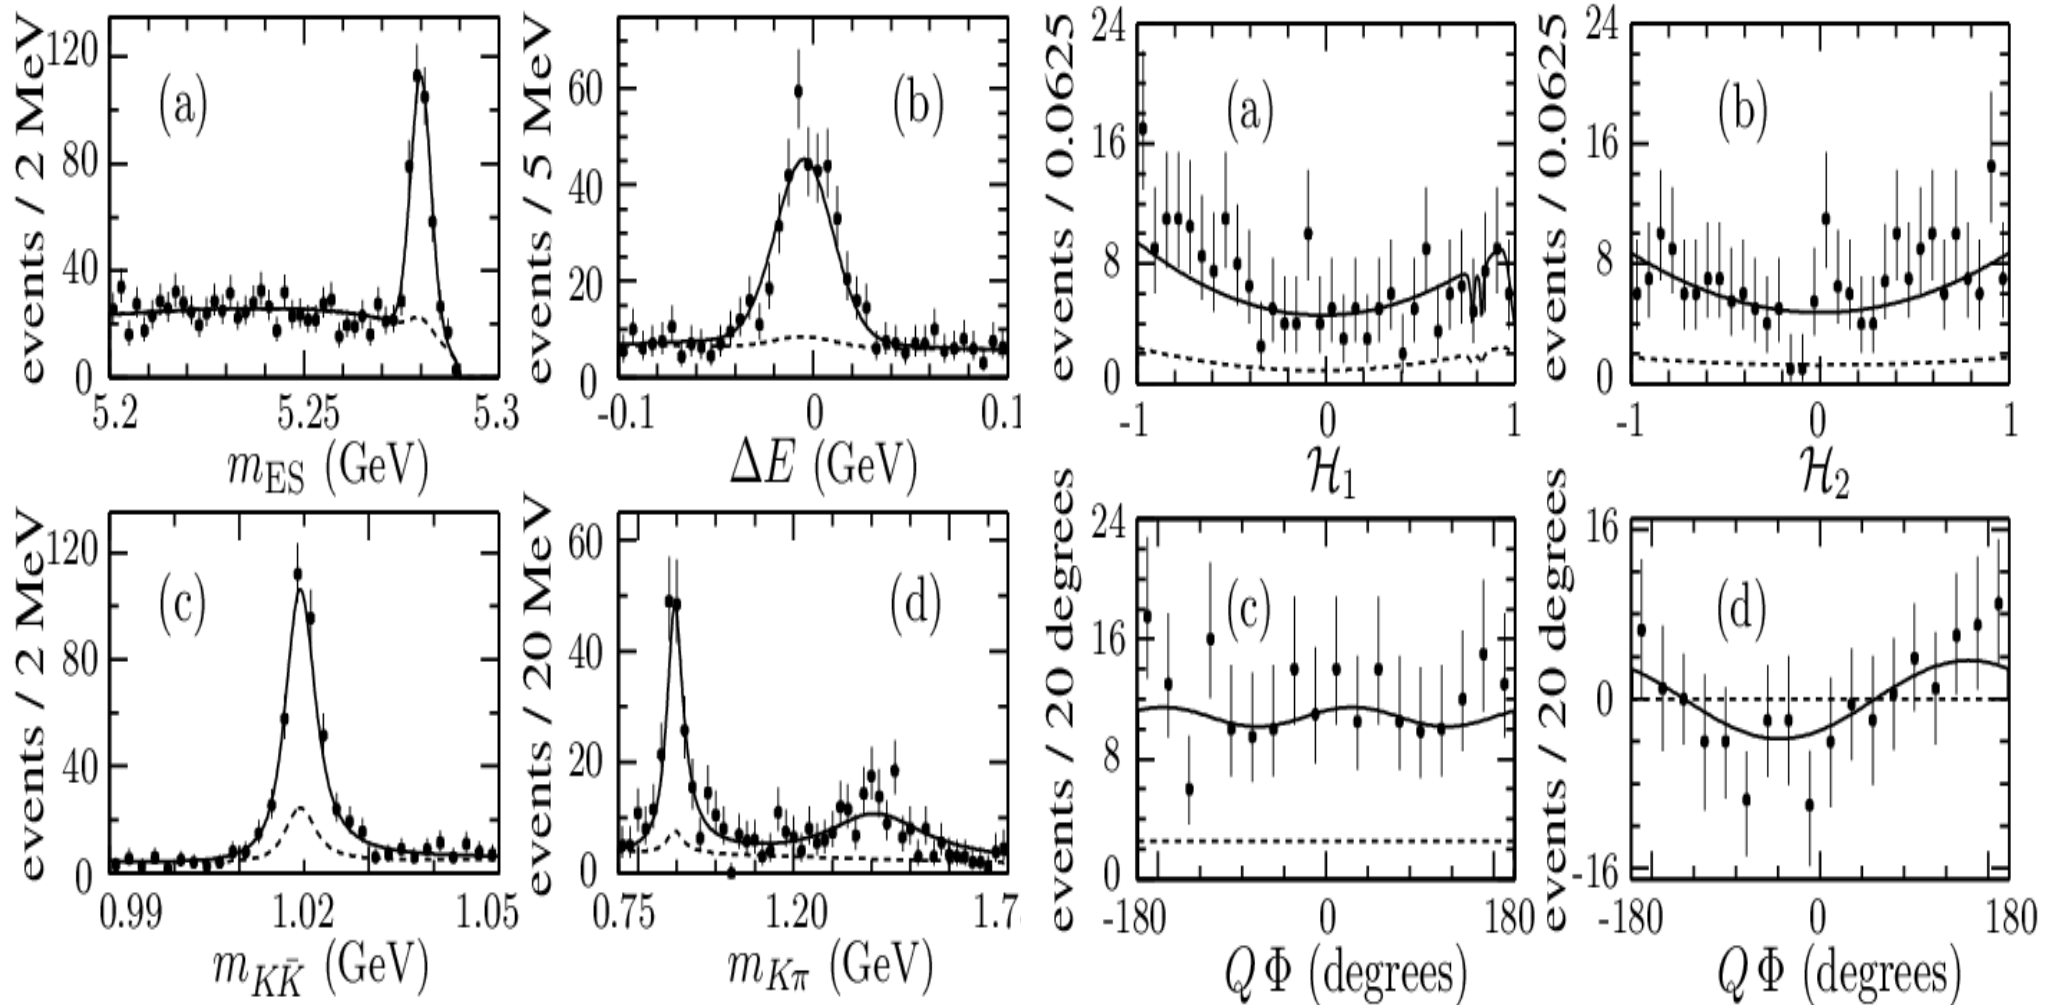 events / 2 MeV
120
80
40
0
(a)
5.2 5.25 5.3
m_ES (GeV)
events / 5 MeV
60
40
20
0
(b)
-0.1 0 0.1
ΔE (GeV)
events / 0.0625
24
16
8
0
(a)
-1 0 1
ℋ₁
events / 0.0625
24
16
8
0
(b)
-1 0 1
ℋ₂
events / 2 MeV
120
80
40
0
(c)
0.99 1.02 1.05
m_KK̄ (GeV)
events / 20 MeV
60
40
20
0
(d)
0.75 1.20 1.7
m_Kπ (GeV)
events / 20 degrees
24
16
8
0
(c)
-180 0 180
QΦ (degrees)
events / 20 degrees
16
0
-16
(d)
-180 0 180
QΦ (degrees)